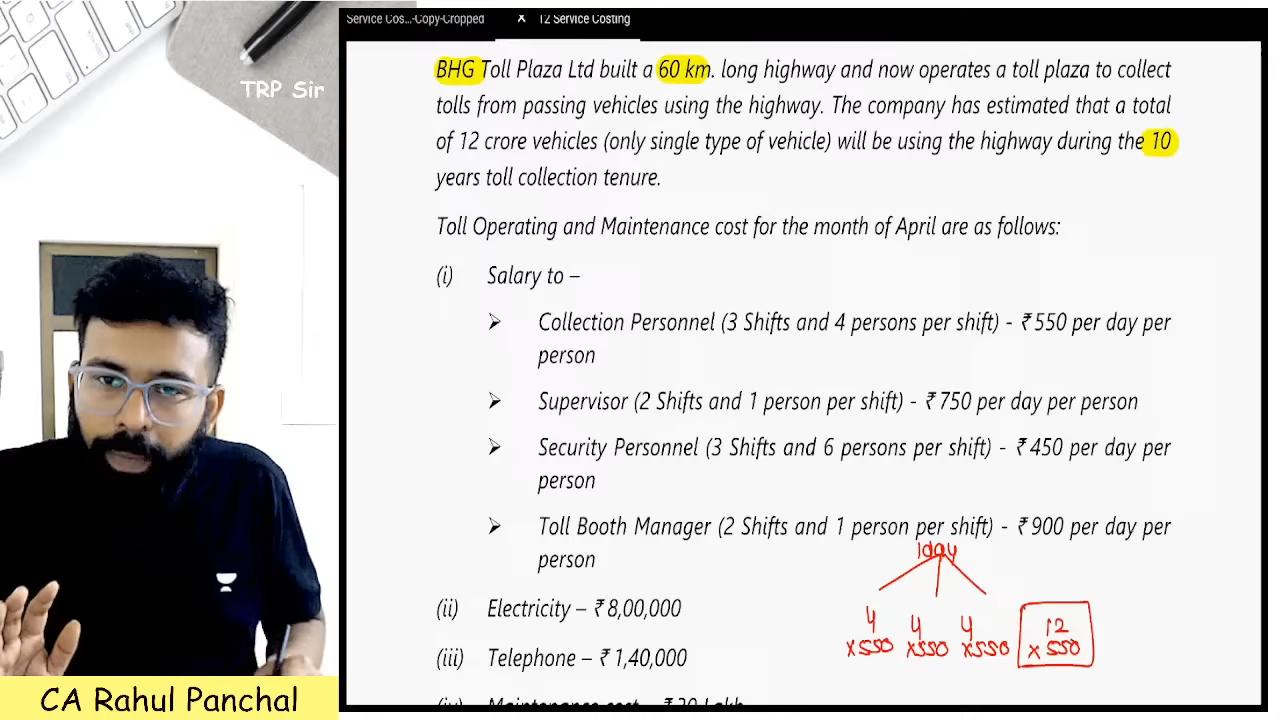 Service Cos...-Copy-Cropped
X 12 Service Costing
TRP Sir
BHG Toll Plaza Ltd built a 60 km. long highway and now operates a toll plaza to collect
tolls from passing vehicles using the highway. The company has estimated that a total
of 12 crore vehicles (only single type of vehicle) will be using the highway during the 10
years toll collection tenure.
Toll Operating and Maintenance cost for the month of April are as follows:
(i) Salary to –
➢ Collection Personnel (3 Shifts and 4 persons per shift) - ₹ 550 per day per
person
➢ Supervisor (2 Shifts and 1 person per shift) - ₹ 750 per day per person
➢ Security Personnel (3 Shifts and 6 persons per shift) - ₹ 450 per day per
person
➢ Toll Booth Manager (2 Shifts and 1 person per shift) - ₹ 900 per day per
person
1day
(ii) Electricity – ₹ 8,00,000
4 4 4 12
x550 x550 x550 x 550
(iii) Telephone – ₹ 1,40,000
(iv) Maintenance cost – ₹ 30 Lakh
CA Rahul Panchal